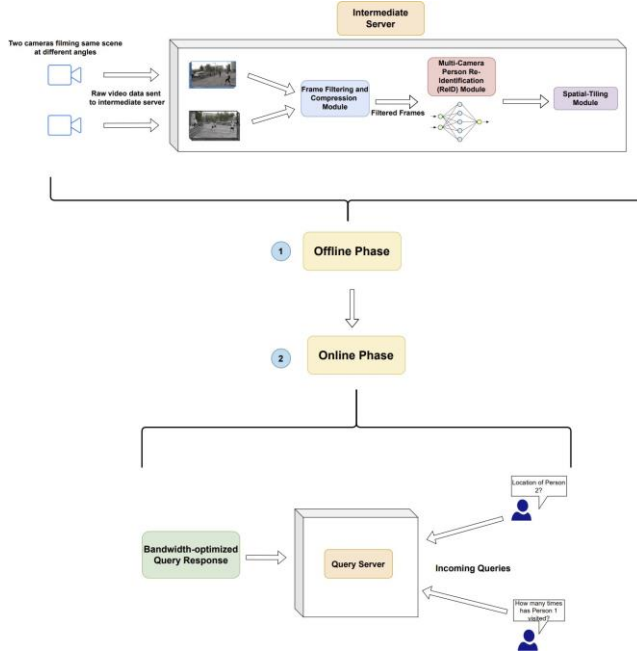 Intermediate
Server
Two cameras filming same scene
at different angles
Raw video data sent
to intermediate server
Frame Filtering and
Compression
Module
Filtered Frames
Multi-Camera
Person Re-
Identification
(ReID) Module
Spatial-Tiling
Module
1
Offline Phase
2
Online Phase
Location of Person
2?
Bandwidth-optimized
Query Response
Query Server
Incoming Queries
How many times
has Person 1
visited?